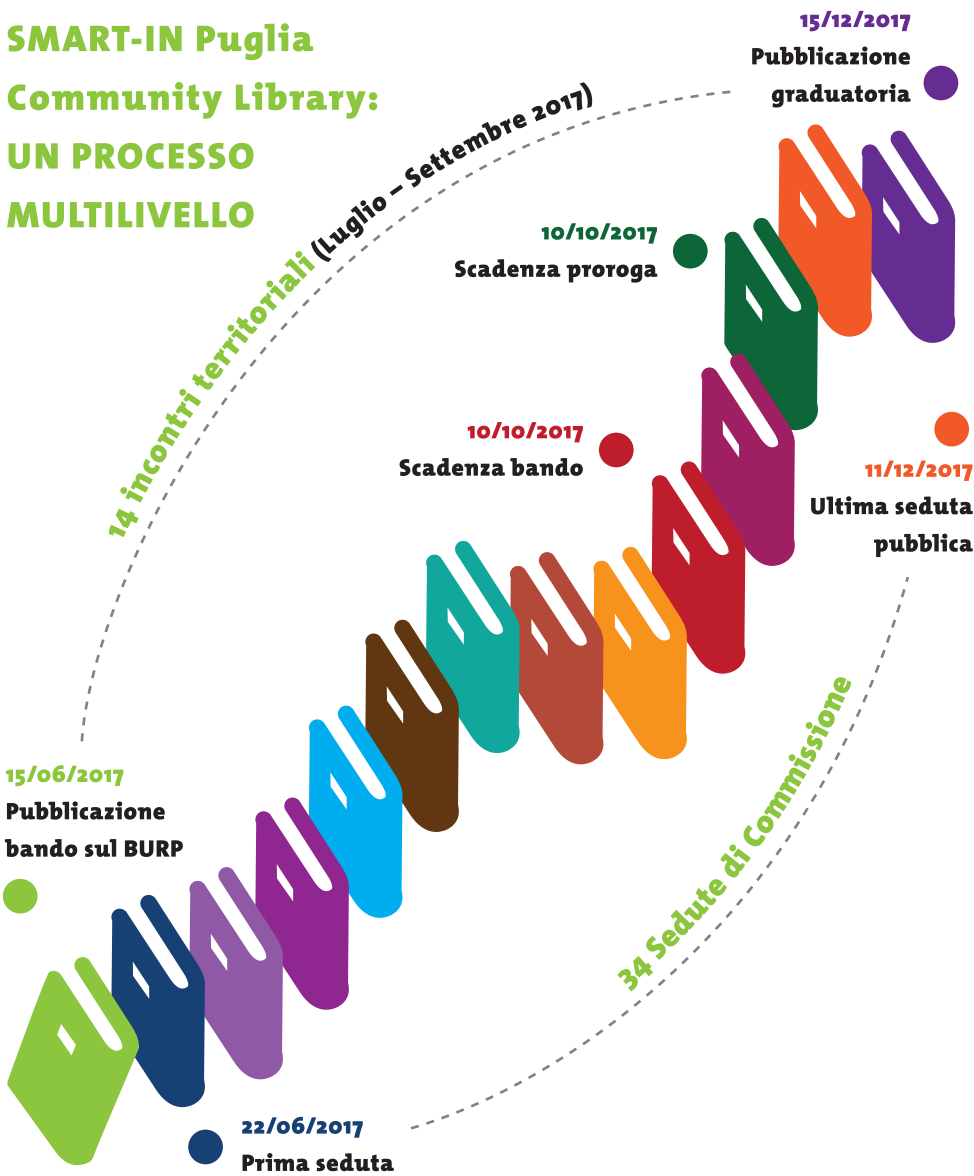 SMART-IN Puglia
Community Library:
UN PROCESSO
MULTILIVELLO
15/12/2017
Pubblicazione
graduatoria
14 incontri territoriali (Luglio – Settembre 2017)
10/10/2017
Scadenza proroga
10/10/2017
Scadenza bando
11/12/2017
Ultima seduta
pubblica
34 Sedute di Commissione
15/06/2017
Pubblicazione
bando sul BURP
22/06/2017
Prima seduta